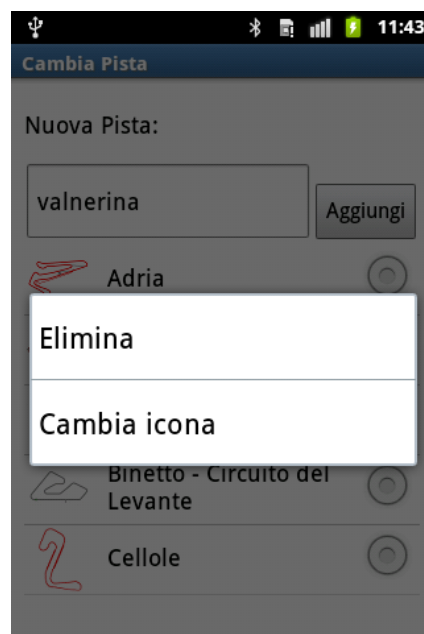 11:43
Cambia Pista
Nuova Pista:
valnerina
Aggiungi
Adria
Elimina
Cambia icona
Binetto - Circuito del
Levante
Cellole